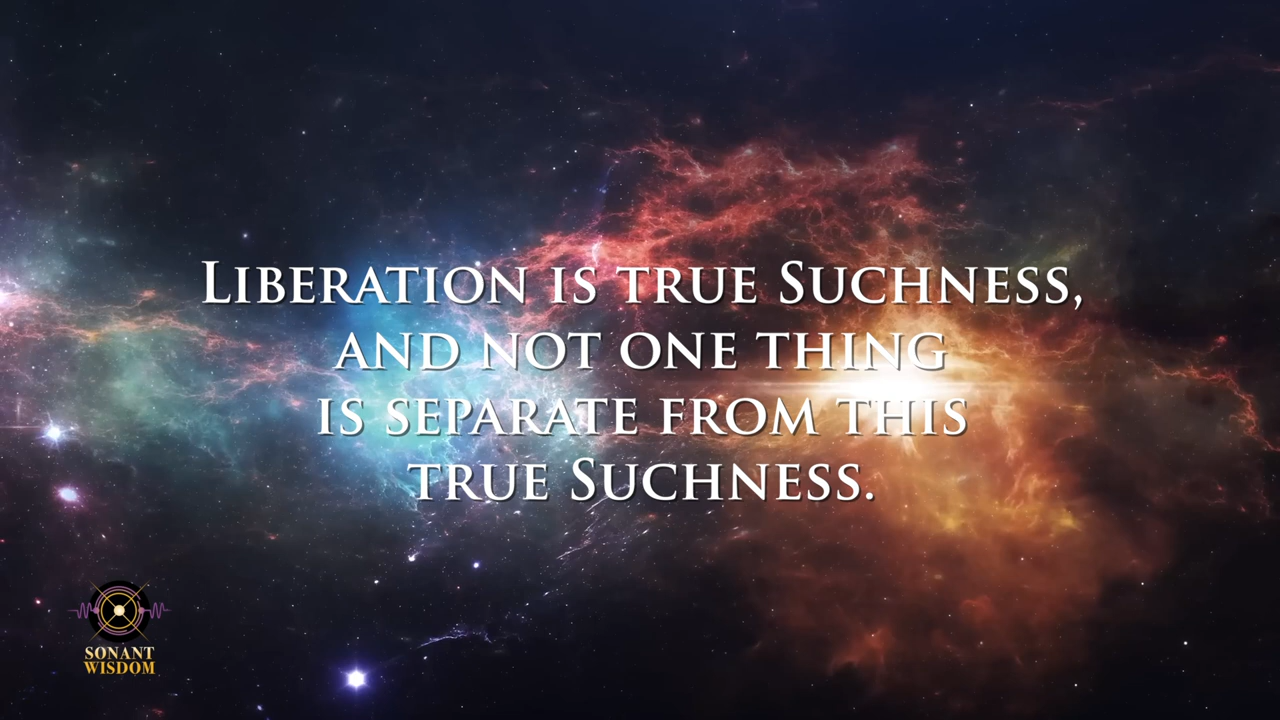 Liberation is true Suchness,
and not one thing
is separate from this
true Suchness.
SONANT
WISDOM